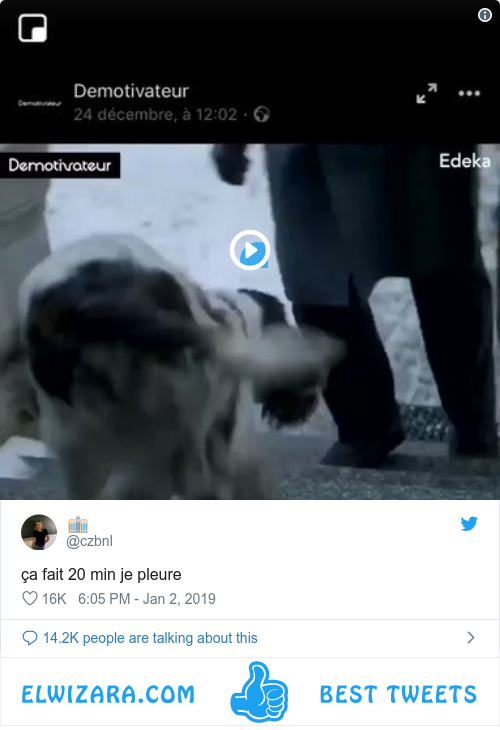 Demotivateur
Demotivateur
24 décembre, à 12:02 ·
Demotivateur
Edeka
@czbnl
ça fait 20 min je pleure
16K 6:05 PM - Jan 2, 2019
14.2K people are talking about this
ELWIZARA.COM
BEST TWEETS